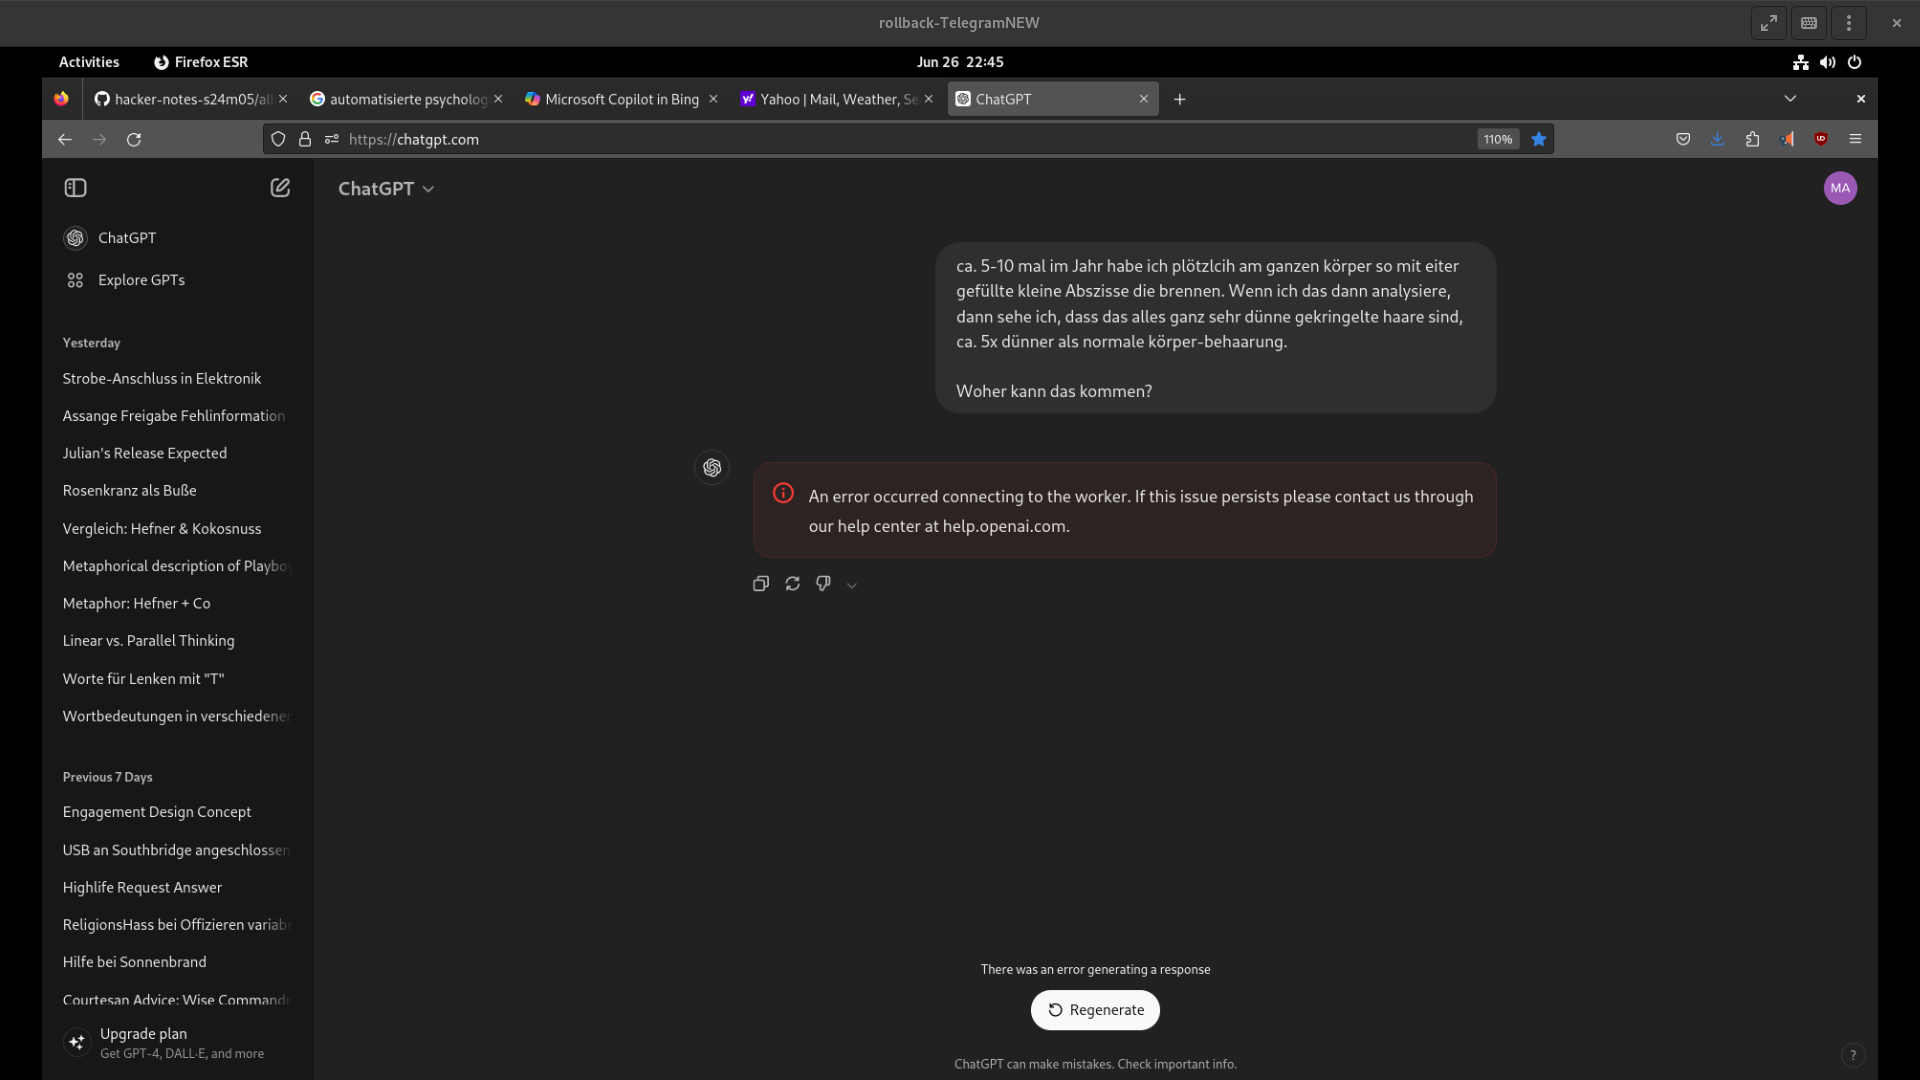 rollback-TelegramNEW
Activities
Firefox ESR
Jun 26 22:45
hacker-notes-s24m05/all
automatisierte psycholog
Microsoft Copilot in Bing
Yahoo | Mail, Weather, Se
ChatGPT
https://chatgpt.com
110%
ChatGPT
MA
ChatGPT
Explore GPTs
Yesterday
Strobe-Anschluss in Elektronik
Assange Freigabe Fehlinformation
Julian's Release Expected
Rosenkranz als Buße
Vergleich: Hefner & Kokosnuss
Metaphorical description of Playboy
Metaphor: Hefner + Co
Linear vs. Parallel Thinking
Worte für Lenken mit "T"
Wortbedeutungen in verschiedenen
Previous 7 Days
Engagement Design Concept
USB an Southbridge angeschlossen
Highlife Request Answer
ReligionsHass bei Offizieren variab
Hilfe bei Sonnenbrand
Courtesan Advice: Wise Command
Upgrade plan
Get GPT-4, DALL·E, and more
ca. 5-10 mal im Jahr habe ich plötzlcih am ganzen körper so mit eiter
gefüllte kleine Abszisse die brennen. Wenn ich das dann analysiere,
dann sehe ich, dass das alles ganz sehr dünne gekringelte haare sind,
ca. 5x dünner als normale körper-behaarung.
Woher kann das kommen?
An error occurred connecting to the worker. If this issue persists please contact us through
our help center at help.openai.com.
There was an error generating a response
Regenerate
ChatGPT can make mistakes. Check important info.
?